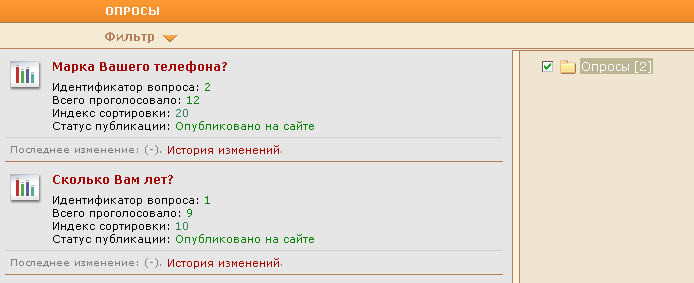 ОПРОСЫ
Фильтр
Марка Вашего телефона?
Идентификатор вопроса: 2
Всего проголосовало: 12
Индекс сортировки: 20
Статус публикации: Опубликовано на сайте
Последнее изменение: (-). История изменений.
Сколько Вам лет?
Идентификатор вопроса: 1
Всего проголосовало: 9
Индекс сортировки: 10
Статус публикации: Опубликовано на сайте
Последнее изменение: (-). История изменений.
Опросы [2]